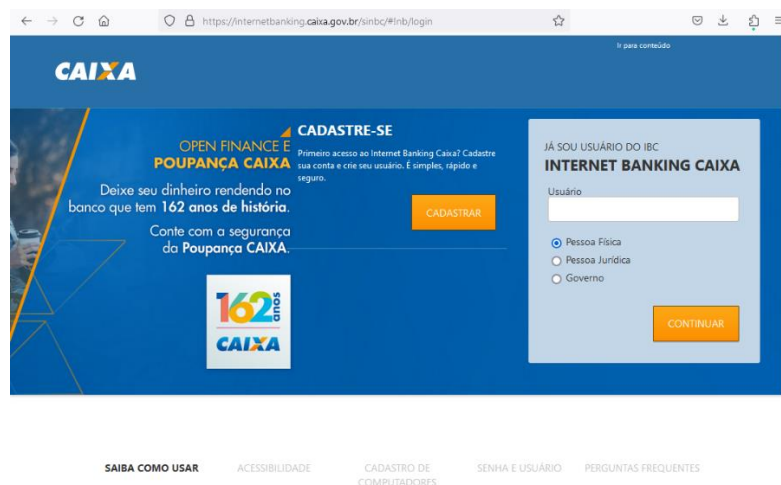 https://internetbanking.caixa.gov.br/sinbc/#!nb/login
Ir para conteúdo
CAIXA
OPEN FINANCE E
POUPANÇA CAIXA
Deixe seu dinheiro rendendo no
banco que tem 162 anos de história.
Conte com a segurança
da Poupança CAIXA.
162 anos
CAIXA
CADASTRE-SE
Primeiro acesso ao Internet Banking Caixa? Cadastre
sua conta e crie seu usuário. É simples, rápido e
seguro.
CADASTRAR
JÁ SOU USUÁRIO DO IBC
INTERNET BANKING CAIXA
Usuário
Pessoa Física
Pessoa Jurídica
Governo
CONTINUAR
SAIBA COMO USAR
ACESSIBILIDADE
CADASTRO DE
COMPUTADORES
SENHA E USUÁRIO
PERGUNTAS FREQUENTES